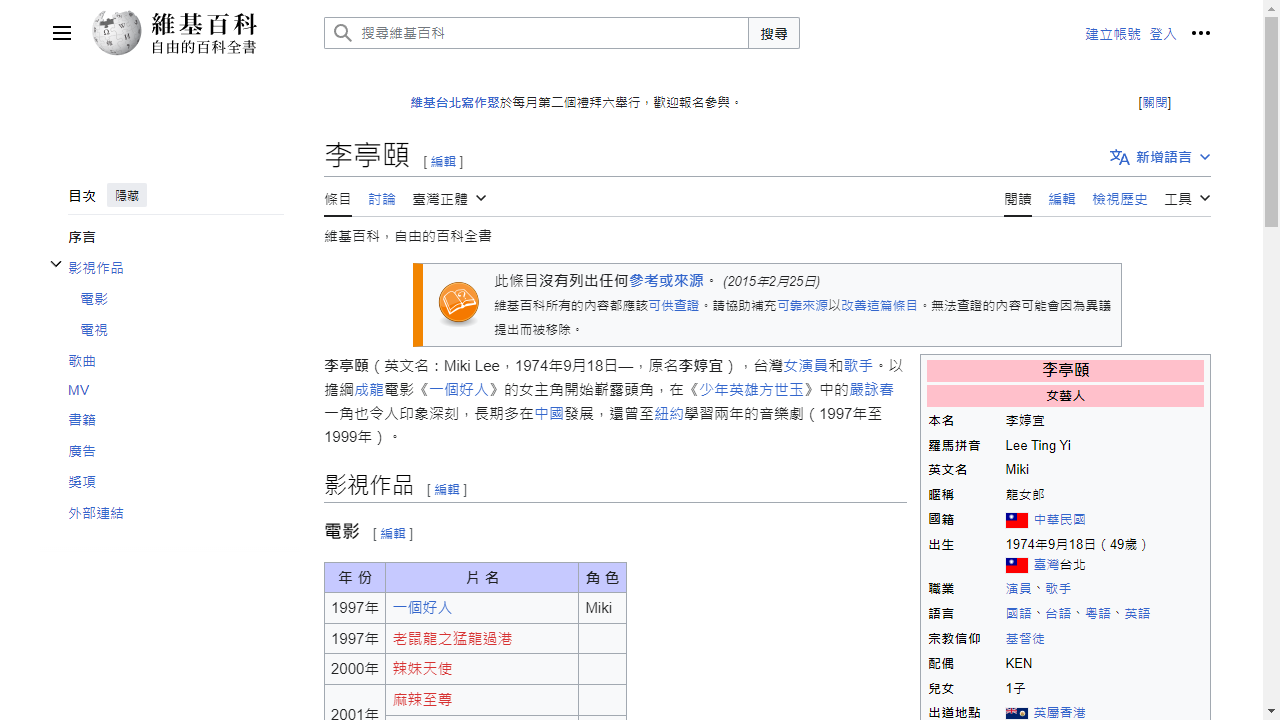 維基百科
自由的百科全書
搜尋維基百科
搜尋
建立帳號 登入
維基台北寫作聚於每月第二個禮拜六舉行，歡迎報名參與。
[關閉]
李亭頤 [ 編輯 ]
新增語言
目次 隱藏
序言
影視作品
電影
電視
歌曲
MV
書籍
廣告
獎項
外部連結
條目 討論 臺灣正體
閱讀 編輯 檢視歷史 工具
維基百科，自由的百科全書
此條目沒有列出任何參考或來源。 (2015年2月25日)
維基百科所有的內容都應該可供查證。請協助補充可靠來源以改善這篇條目。無法查證的內容可能會因為異議
提出而被移除。
李亭頤（英文名：Miki Lee，1974年9月18日—，原名李婷宜），台灣女演員和歌手。以
擔綱成龍電影《一個好人》的女主角開始嶄露頭角，在《少年英雄方世玉》中的嚴詠春
一角也令人印象深刻，長期多在中國發展，還曾至紐約學習兩年的音樂劇（1997年至
1999年）。
影視作品 [ 編輯 ]
電影 [ 編輯 ]
年 份 片 名 角 色
1997年 一個好人 Miki
1997年 老鼠龍之猛龍過港
2000年 辣妹天使
2001年 麻辣至尊
李亭頤
女藝人
本名 李婷宜
羅馬拼音 Lee Ting Yi
英文名 Miki
暱稱 龍女郎
國籍 中華民國
出生 1974年9月18日（49歲）
臺灣台北
職業 演員、歌手
語言 國語、台語、粵語、英語
宗教信仰 基督徒
配偶 KEN
兒女 1子
出道地點 英屬香港